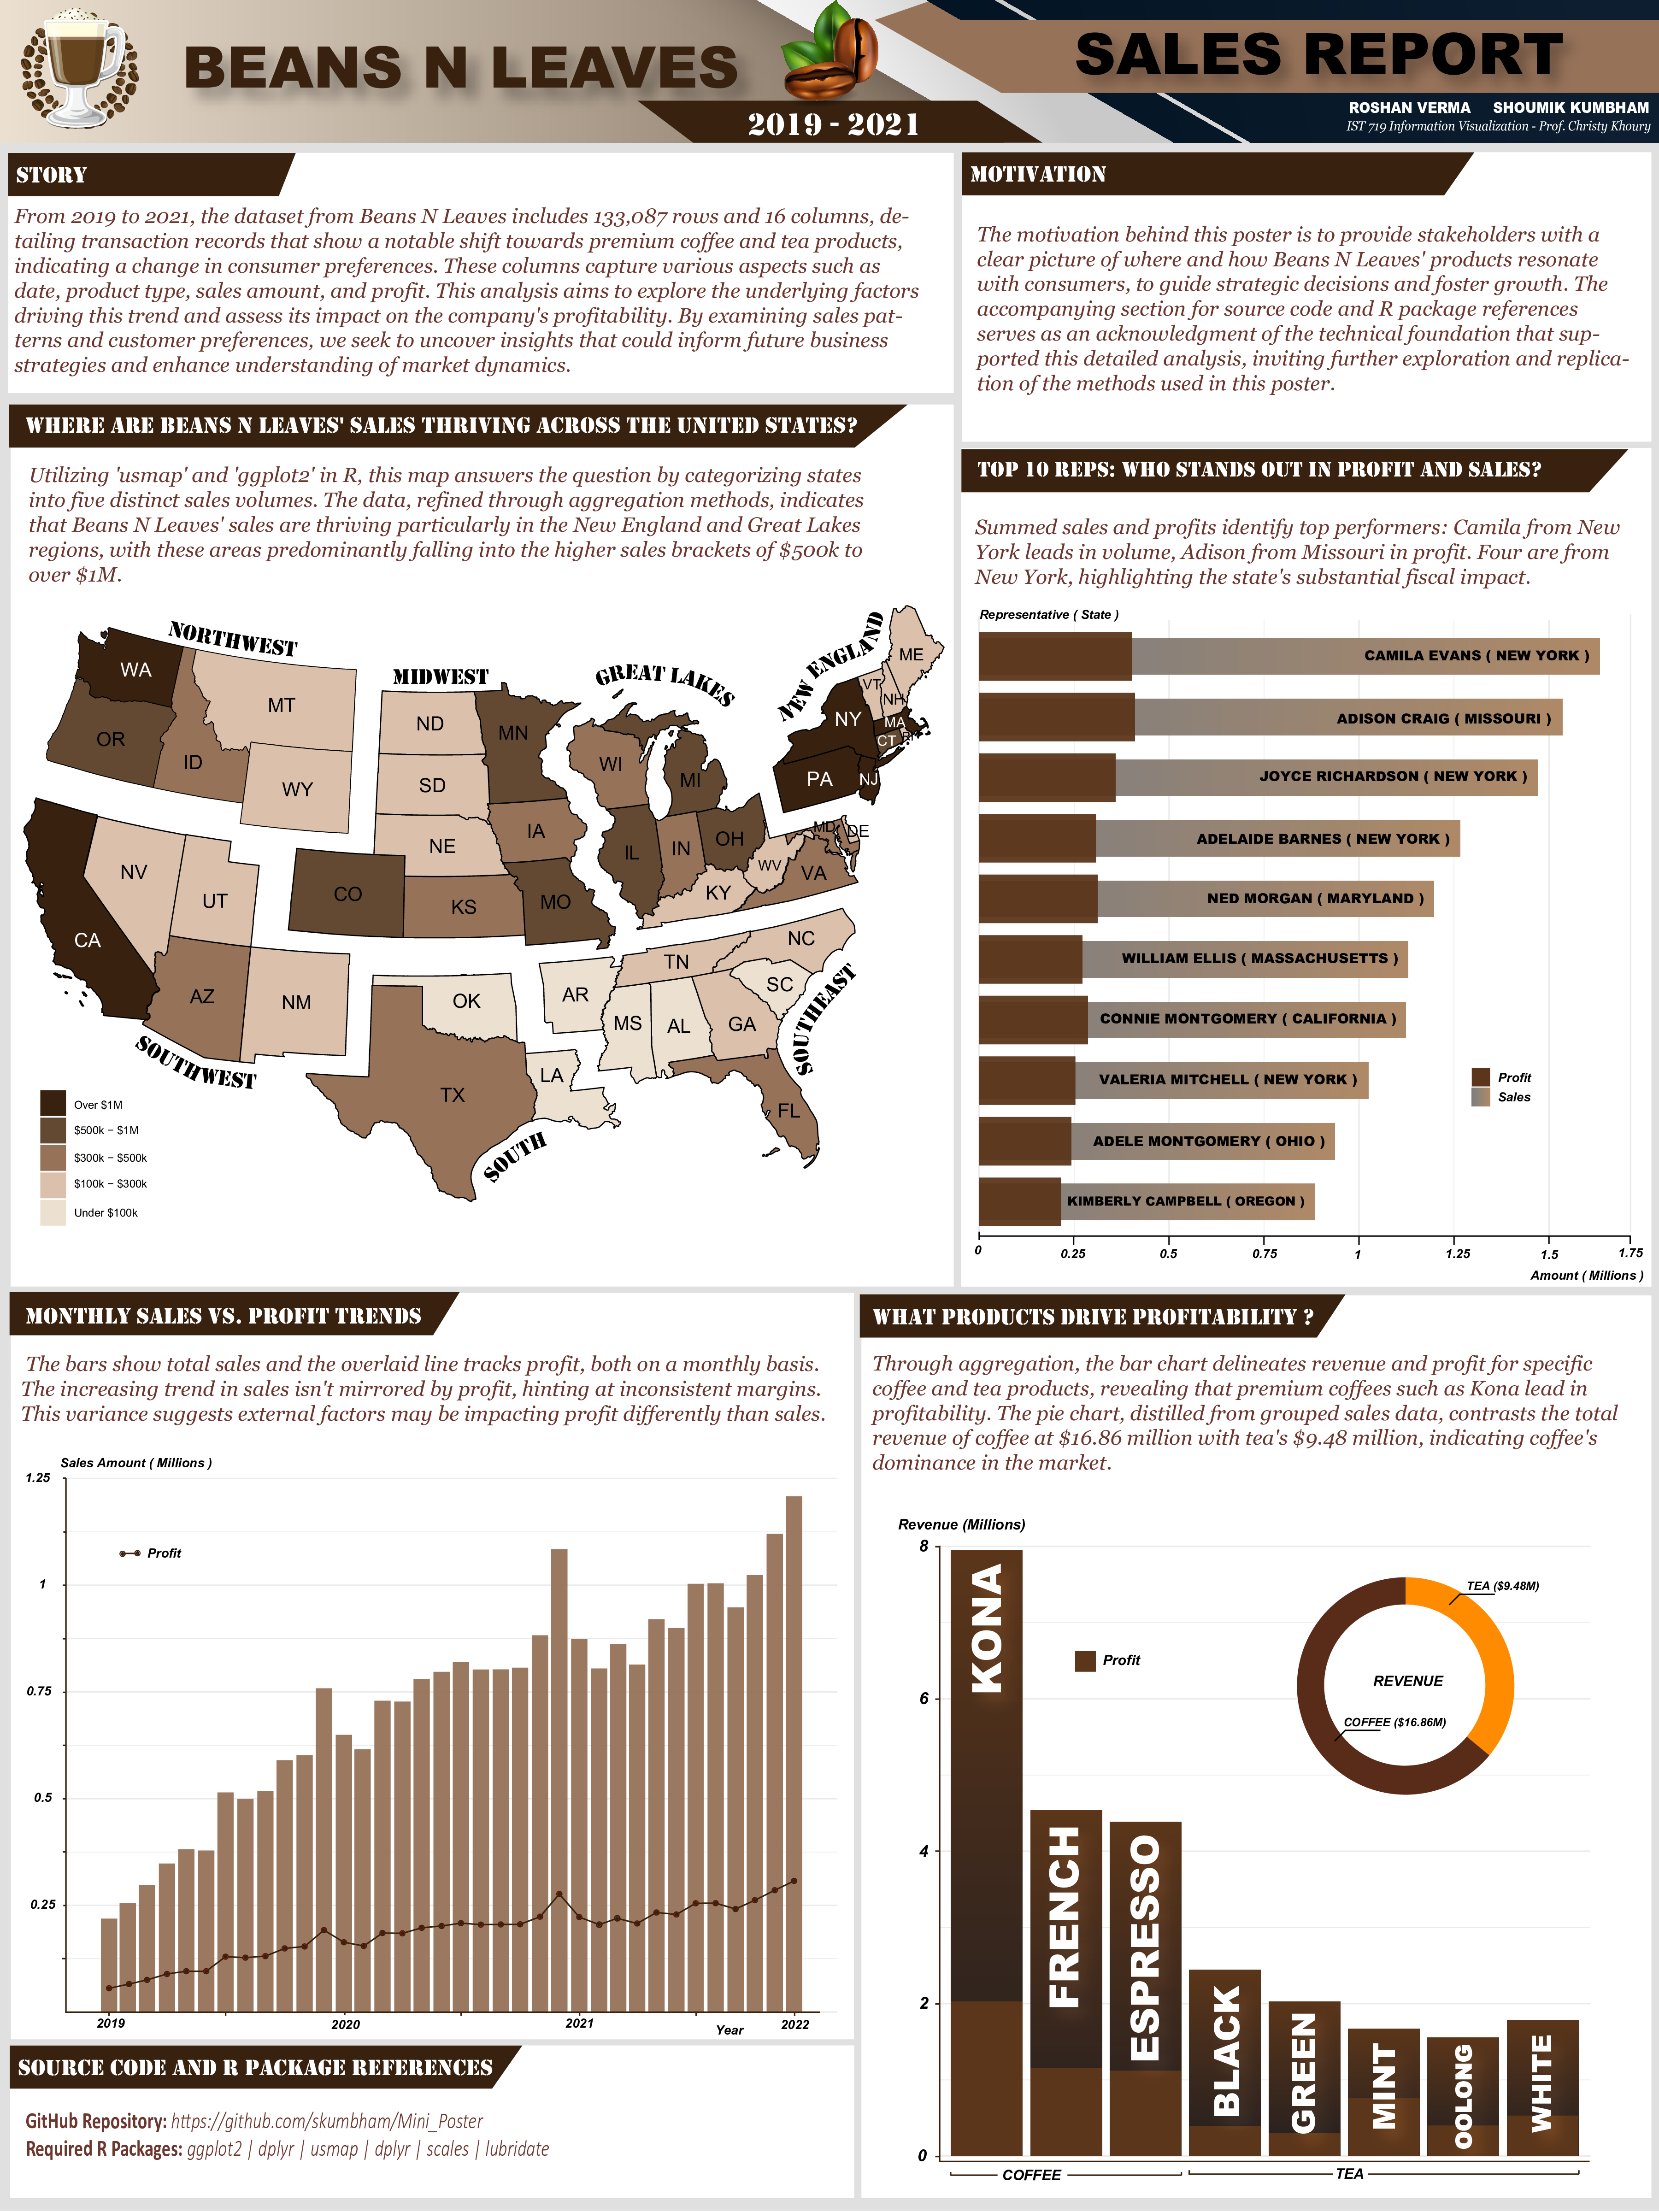 BEANS N LEAVES
SALES REPORT
2019 - 2021
ROSHAN VERMA SHOUMIK KUMBHAM
IST 719 Information Visualization - Prof. Christy Khoury
STORY
From 2019 to 2021, the dataset from Beans N Leaves includes 133,087 rows and 16 columns, de-
tailing transaction records that show a notable shift towards premium coffee and tea products,
indicating a change in consumer preferences. These columns capture various aspects such as
date, product type, sales amount, and profit. This analysis aims to explore the underlying factors
driving this trend and assess its impact on the company's profitability. By examining sales pat-
terns and customer preferences, we seek to uncover insights that could inform future business
strategies and enhance understanding of market dynamics.
MOTIVATION
The motivation behind this poster is to provide stakeholders with a
clear picture of where and how Beans N Leaves' products resonate
with consumers, to guide strategic decisions and foster growth. The
accompanying section for source code and R package references
serves as an acknowledgment of the technical foundation that sup-
ported this detailed analysis, inviting further exploration and replica-
tion of the methods used in this poster.
WHERE ARE BEANS N LEAVES' SALES THRIVING ACROSS THE UNITED STATES?
Utilizing 'usmap' and 'ggplot2' in R, this map answers the question by categorizing states
into five distinct sales volumes. The data, refined through aggregation methods, indicates
that Beans N Leaves' sales are thriving particularly in the New England and Great Lakes
regions, with these areas predominantly falling into the higher sales brackets of $500k to
over $1M.
NORTHWEST
MIDWEST
GREAT LAKES
NEW ENGLAND
WA
OR
ID
MT
WY
ND
SD
NE
MN
IA
WI
MI
IL
IN
OH
ME
VT
NH
NY
MA
CT
RI
PA
NJ
MD
DE
WV
VA
KY
CA
NV
UT
CO
KS
MO
AZ
NM
OK
TX
AR
LA
TN
NC
SC
MS
AL
GA
FL
SOUTHWEST
SOUTH
SOUTHEAST
Over $1M
$500k – $1M
$300k – $500k
$100k – $300k
Under $100k
TOP 10 REPS: WHO STANDS OUT IN PROFIT AND SALES?
Summed sales and profits identify top performers: Camila from New
York leads in volume, Adison from Missouri in profit. Four are from
New York, highlighting the state's substantial fiscal impact.
Representative ( State )
CAMILA EVANS ( NEW YORK )
ADISON CRAIG ( MISSOURI )
JOYCE RICHARDSON ( NEW YORK )
ADELAIDE BARNES ( NEW YORK )
NED MORGAN ( MARYLAND )
WILLIAM ELLIS ( MASSACHUSETTS )
CONNIE MONTGOMERY ( CALIFORNIA )
VALERIA MITCHELL ( NEW YORK )
ADELE MONTGOMERY ( OHIO )
KIMBERLY CAMPBELL ( OREGON )
Profit
Sales
0 0.25 0.5 0.75 1 1.25 1.5 1.75
Amount ( Millions )
MONTHLY SALES VS. PROFIT TRENDS
The bars show total sales and the overlaid line tracks profit, both on a monthly basis.
The increasing trend in sales isn't mirrored by profit, hinting at inconsistent margins.
This variance suggests external factors may be impacting profit differently than sales.
Sales Amount ( Millions )
1.25
1
0.75
0.5
0.25
Profit
2019 2020 2021 2022
Year
WHAT PRODUCTS DRIVE PROFITABILITY ?
Through aggregation, the bar chart delineates revenue and profit for specific
coffee and tea products, revealing that premium coffees such as Kona lead in
profitability. The pie chart, distilled from grouped sales data, contrasts the total
revenue of coffee at $16.86 million with tea's $9.48 million, indicating coffee's
dominance in the market.
Revenue (Millions)
8
6
4
2
0
Profit
KONA
FRENCH
ESPRESSO
BLACK
GREEN
MINT
OOLONG
WHITE
TEA ($9.48M)
REVENUE
COFFEE ($16.86M)
COFFEE
TEA
SOURCE CODE AND R PACKAGE REFERENCES
GitHub Repository: https://github.com/skumbham/Mini_Poster
Required R Packages: ggplot2 | dplyr | usmap | dplyr | scales | lubridate